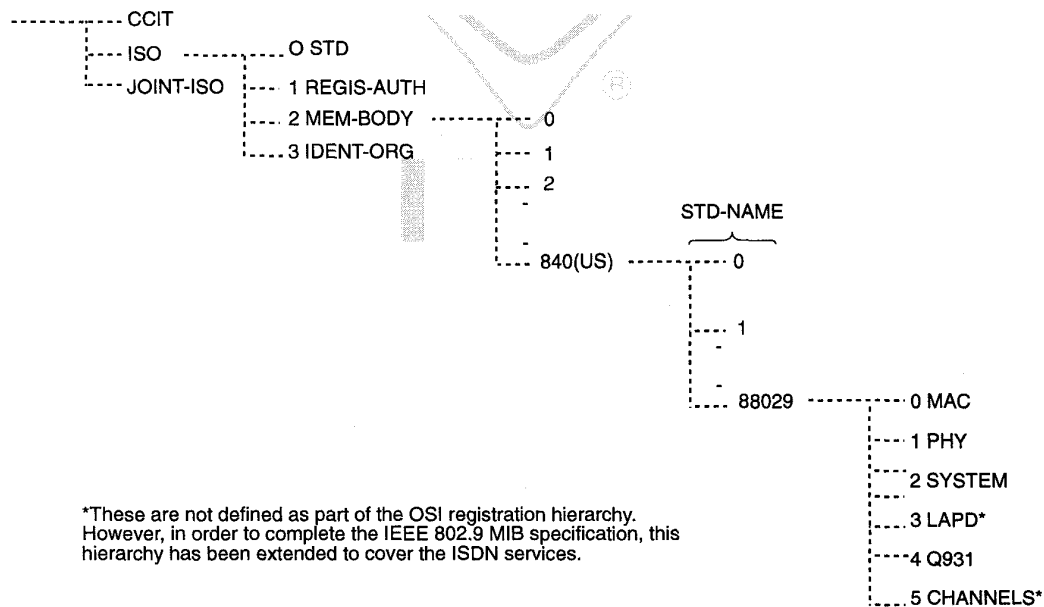 CCIT
ISO
JOINT-ISO
O STD
1 REGIS-AUTH
2 MEM-BODY
3 IDENT-ORG
0
1
2
-
-
840(US)
STD-NAME
0
1
-
-
88029
0 MAC
1 PHY
2 SYSTEM
3 LAPD*
4 Q931
5 CHANNELS*
*These are not defined as part of the OSI registration hierarchy.
However, in order to complete the IEEE 802.9 MIB specification, this
hierarchy has been extended to cover the ISDN services.
®